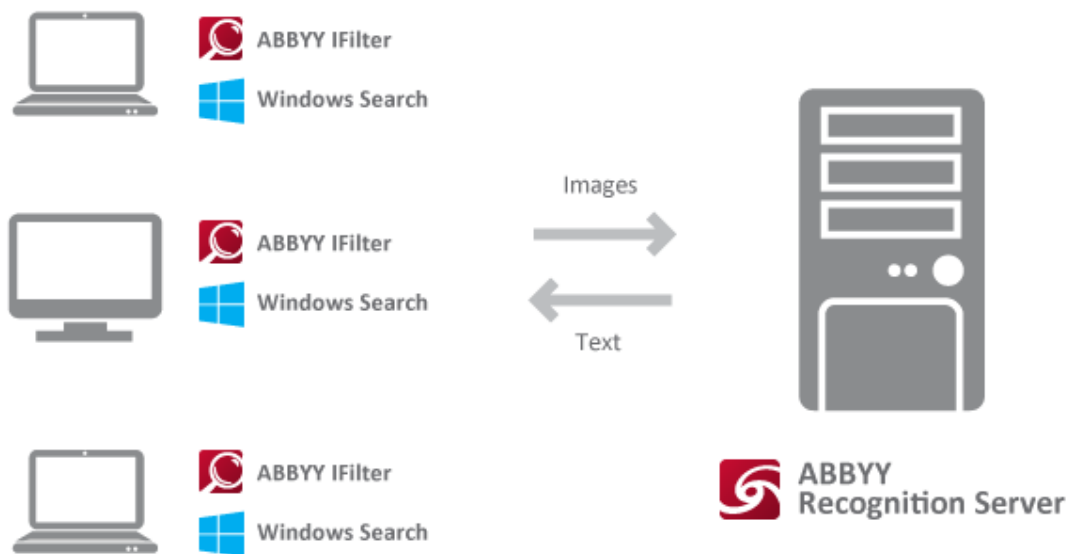 ABBYY IFilter
Windows Search
ABBYY IFilter
Windows Search
ABBYY IFilter
Windows Search
Images
Text
ABBYY
Recognition Server